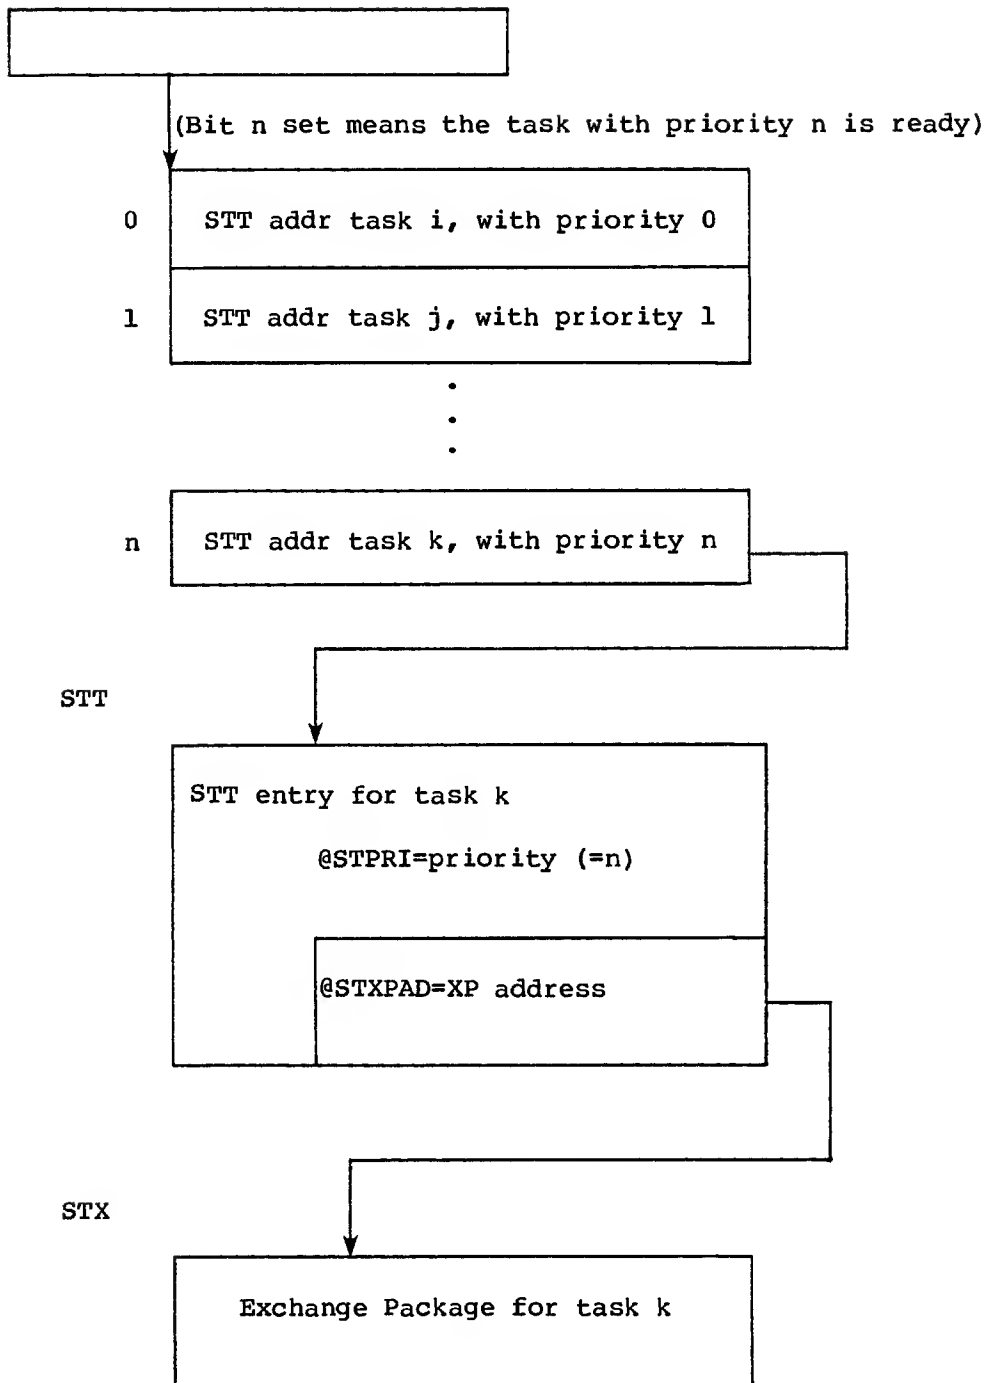 (Bit n set means the task with priority n is ready)
0 STT addr task i, with priority 0
1 STT addr task j, with priority 1
n STT addr task k, with priority n
STT
STT entry for task k
@STPRI=priority (=n)
@STXPAD=XP address
STX
Exchange Package for task k